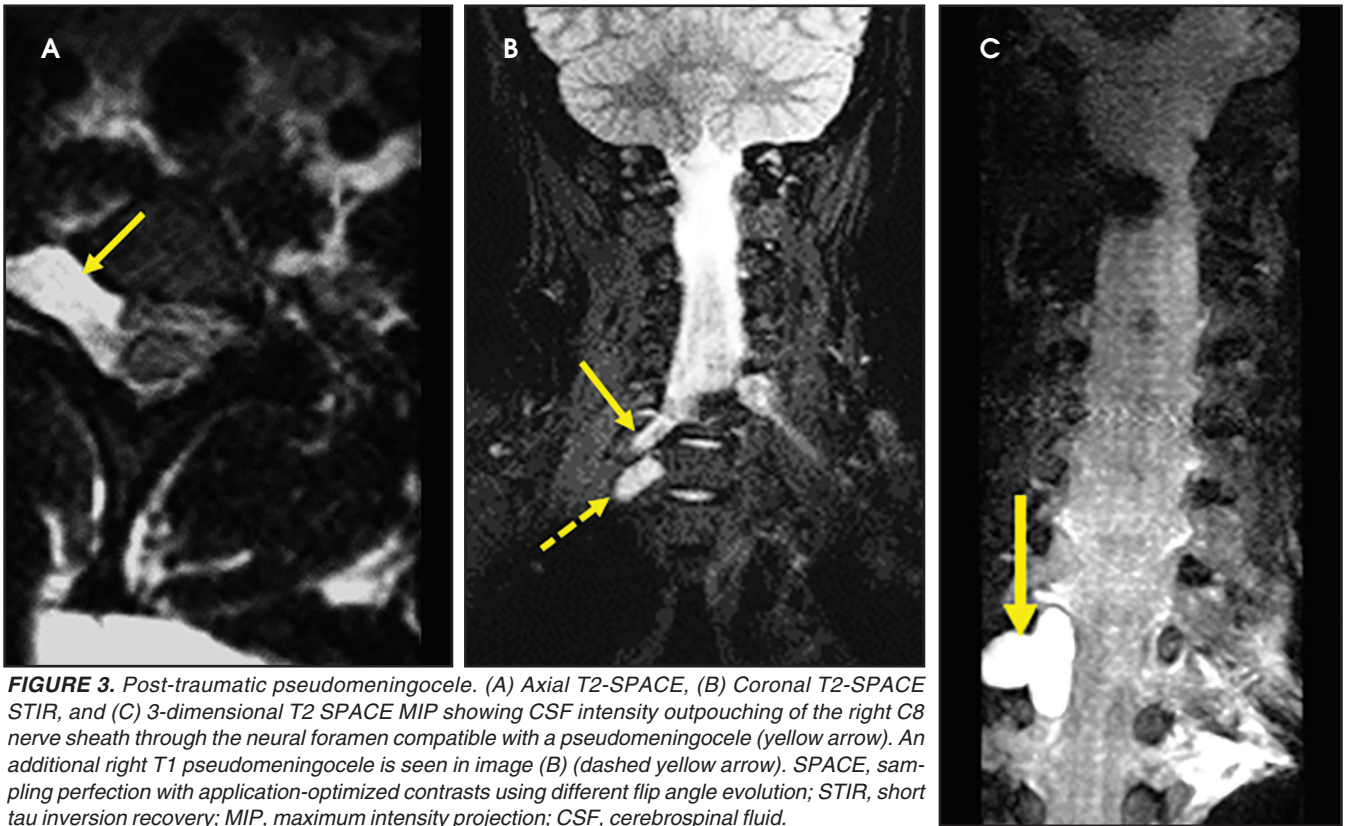 A
B
C
FIGURE 3. Post-traumatic pseudomeningocele. (A) Axial T2-SPACE, (B) Coronal T2-SPACE
STIR, and (C) 3-dimensional T2 SPACE MIP showing CSF intensity outpouching of the right C8
nerve sheath through the neural foramen compatible with a pseudomeningocele (yellow arrow). An
additional right T1 pseudomeningocele is seen in image (B) (dashed yellow arrow). SPACE, sam-
pling perfection with application-optimized contrasts using different flip angle evolution; STIR, short
tau inversion recovery; MIP, maximum intensity projection; CSF, cerebrospinal fluid.